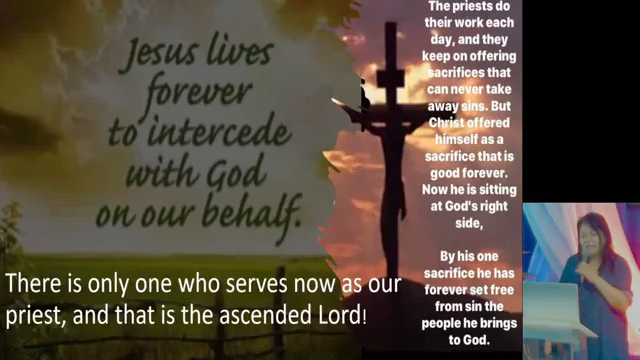 Jesus lives
forever
to intercede
with God
on our behalf.
There is only one who serves now as our
priest, and that is the ascended Lord!
The priests do
their work each
day, and they
keep on offering
sacrifices that
can never take
away sins. But
Christ offered
himself as a
sacrifice that is
good forever.
Now he is sitting
at God's right
side,
By his one
sacrifice he has
forever set free
from sin the
people he brings
to God.